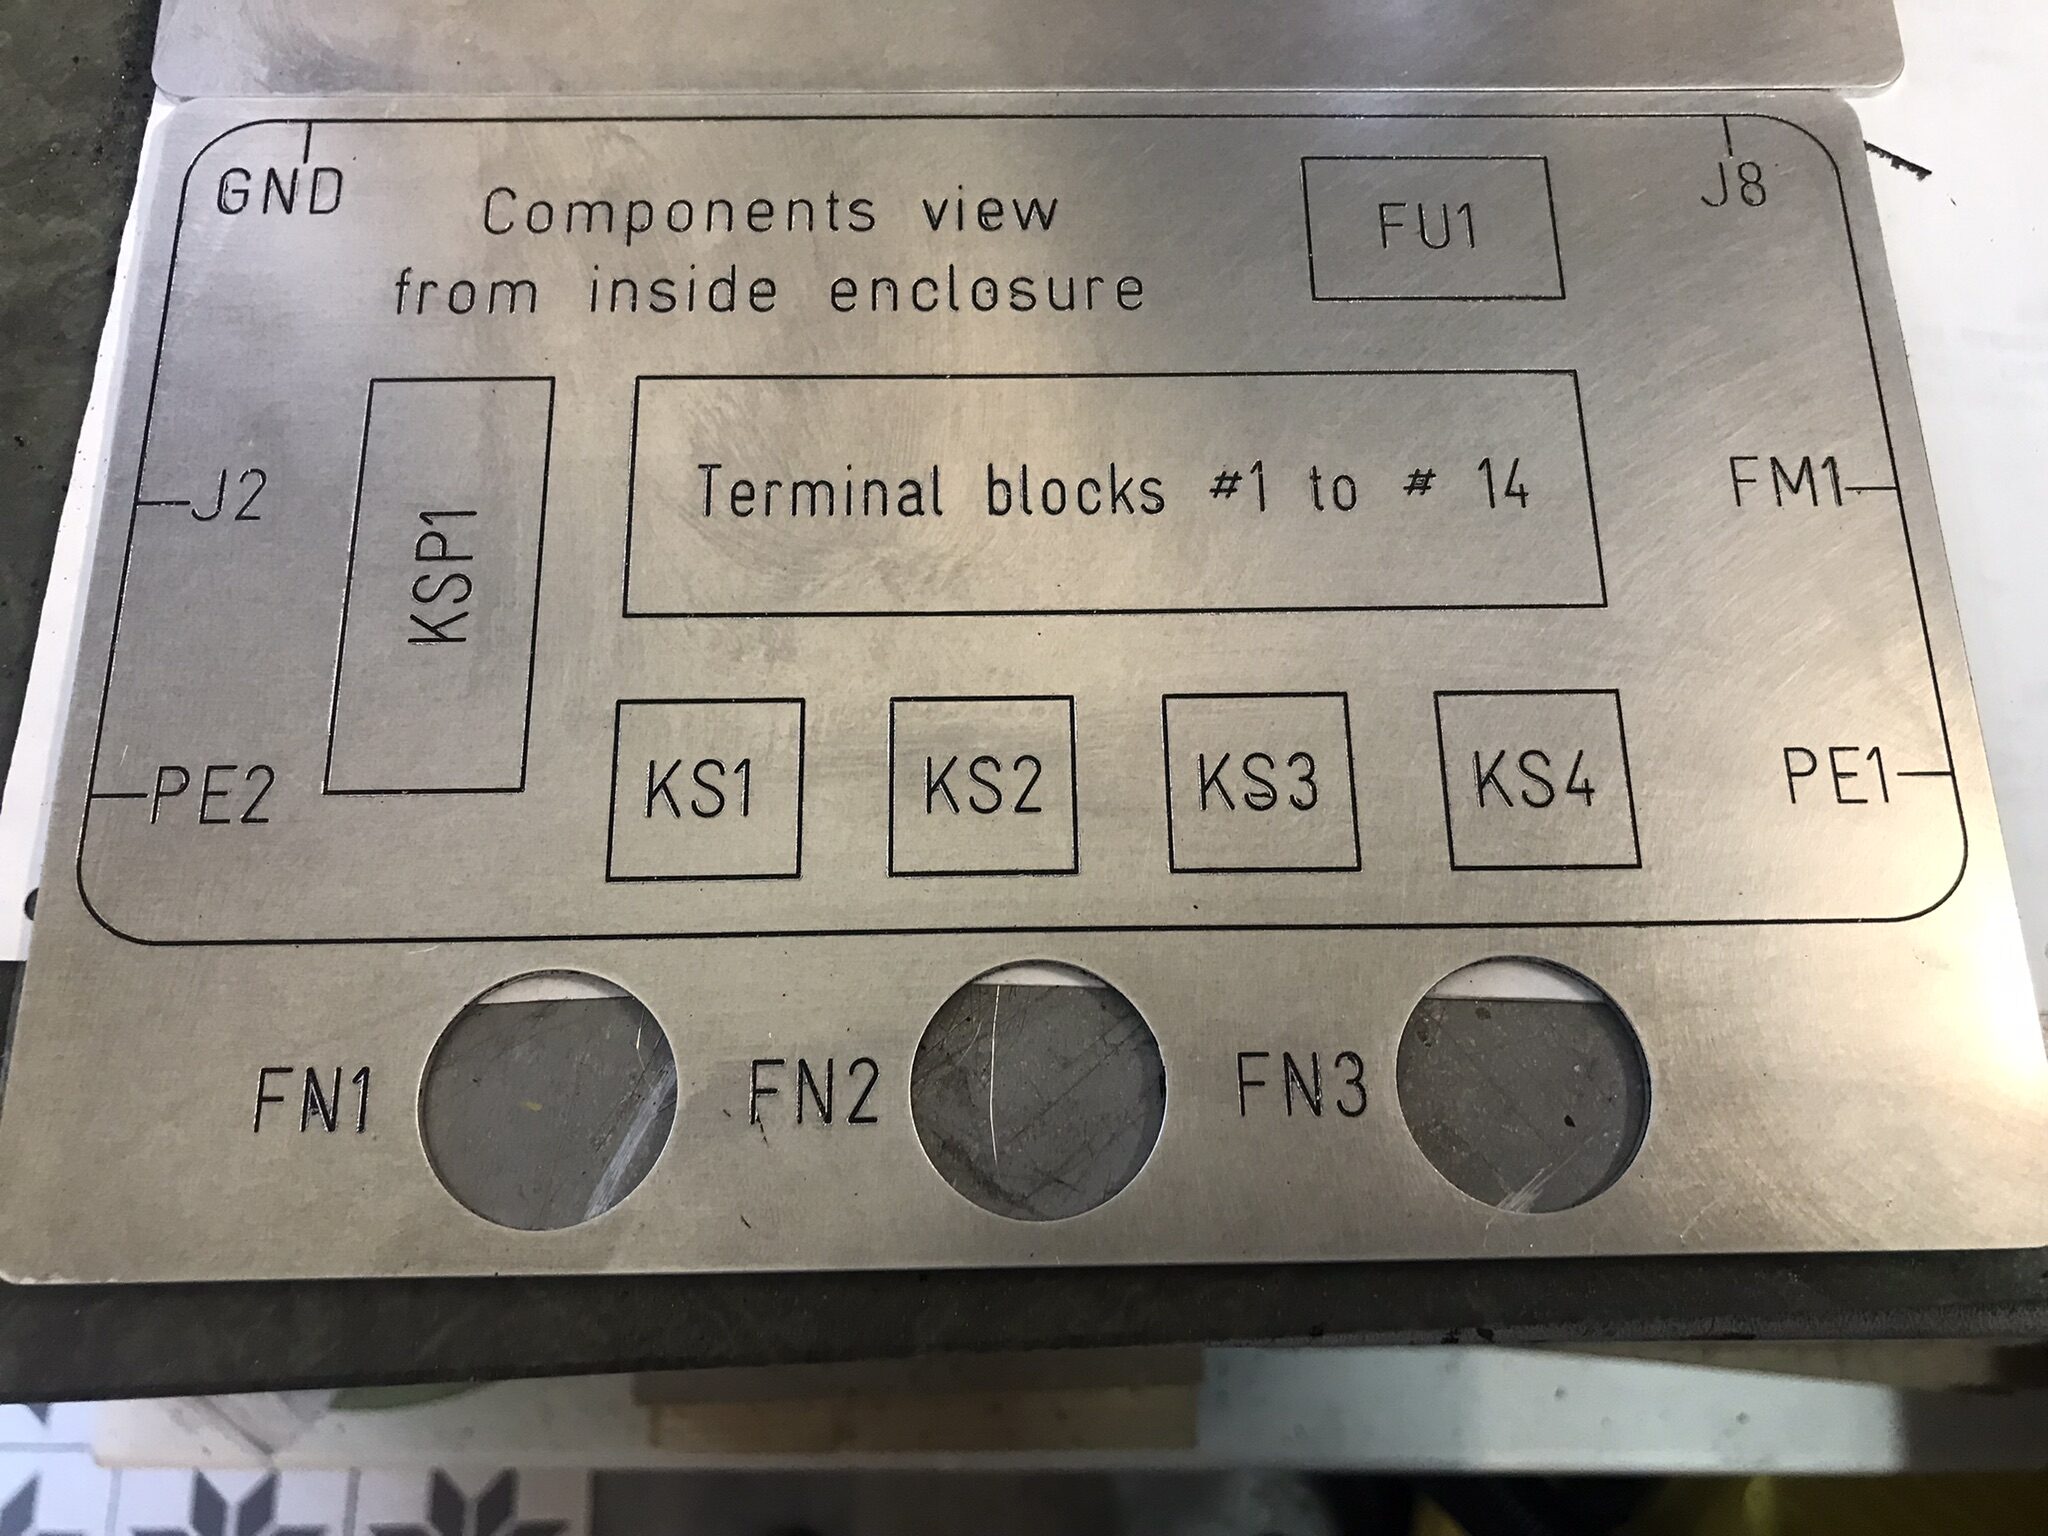 GND
J8
Components view
from inside enclosure
FU1
J2
KSP1
Terminal blocks #1 to # 14
FM1
PE2
KS1
KS2
KS3
KS4
PE1
FN1
FN2
FN3